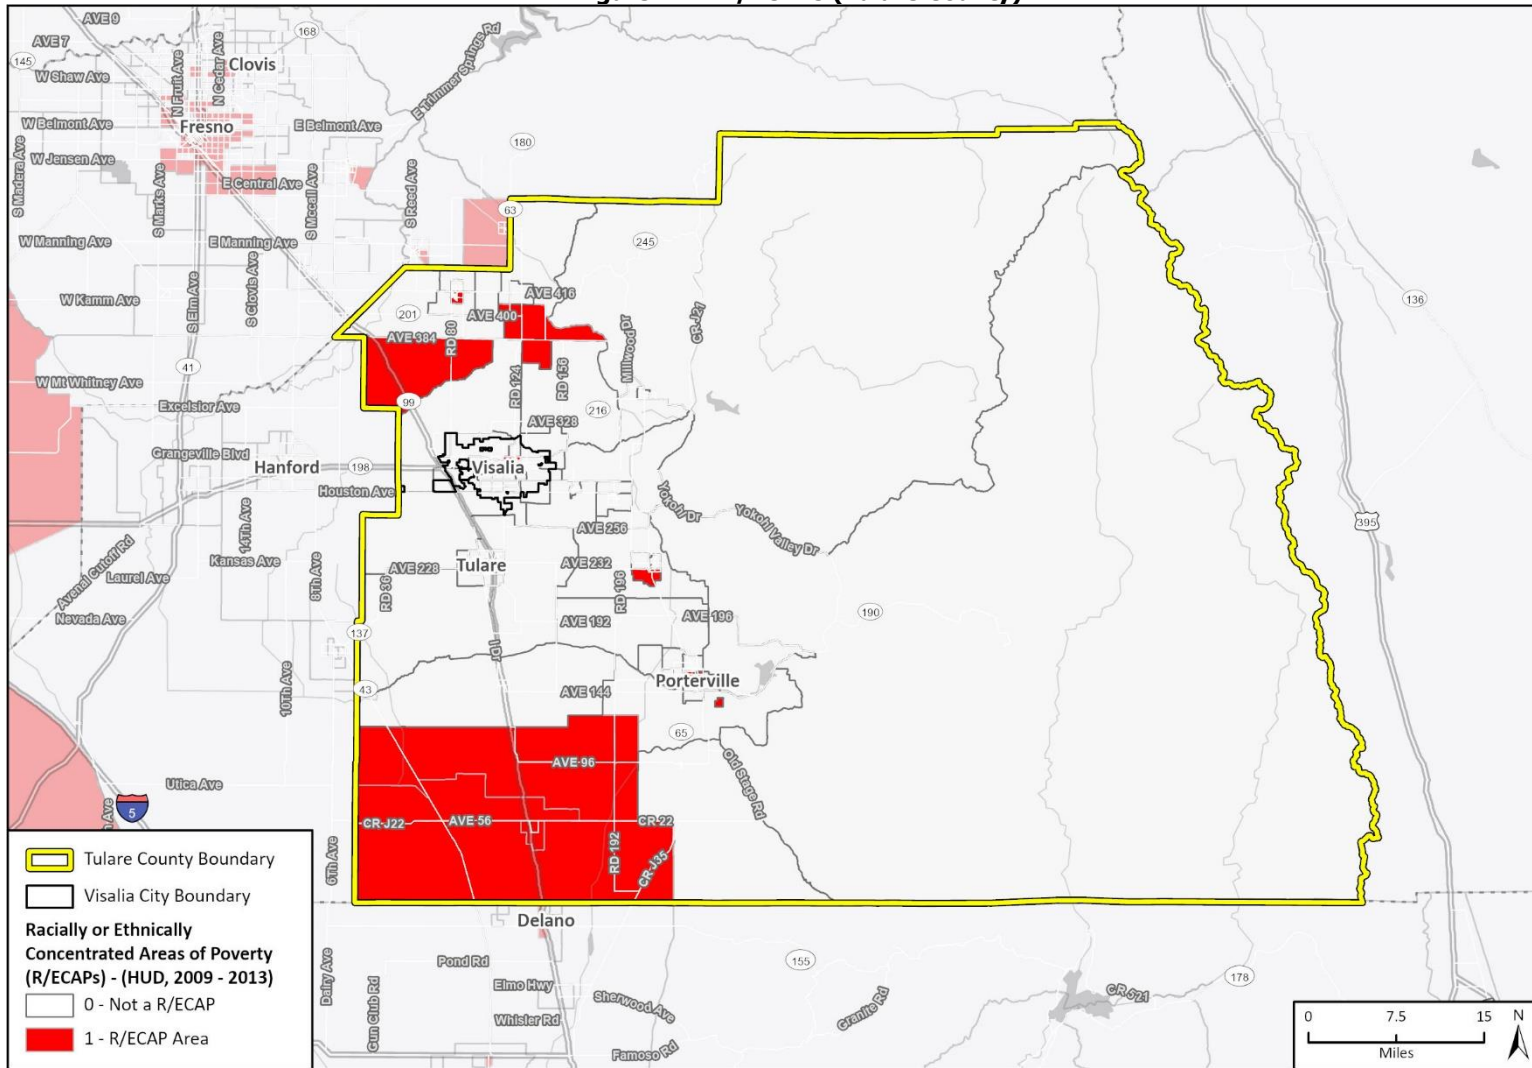 AVE 9
AVE 7
145
168
Clovis
W Shaw Ave
N Fruit Ave
N Cedar Ave
E Trimmer Springs Rd
W Belmont Ave
Fresno
E Belmont Ave
180
W Jensen Ave
S Madera Ave
S Marks Ave
E Central Ave
S Mccall Ave
S Reed Ave
63
W Manning Ave
E Manning Ave
245
W Kamm Ave
S Elm Ave
S Clovis Ave
201
AVE 416
AVE 400
AVE 384
RD 80
Millwood Dr
CR-J21
136
41
W Mt Whitney Ave
Excelsior Ave
99
RD 124
RD 156
216
AVE 328
Grangeville Blvd
Hanford
198
Visalia
Houston Ave
14Th Ave
Yokohl Dr
Yokohl Valley Dr
AVE 256
395
Avenal Cutoff Rd
Kansas Ave
Laurel Ave
8Th Ave
AVE 228
RD 36
Tulare
AVE 232
RD 196
Nevada Ave
137
AVE 192
AVE 196
190
10Th Ave
43
AVE 144
Porterville
65
Utica Ave
5
AVE 96
Old Stage Rd
CR-J22
AVE 56
CR-22
RD 192
CR-J35
6Th Ave
Delano
Dairy Ave
Gun Club Rd
Pond Rd
Elmo Hwy
Whisler Rd
Sherwood Ave
Famoso Rd
155
Granite Rd
178
CR-521
Tulare County Boundary
Visalia City Boundary
Racially or Ethnically
Concentrated Areas of Poverty
(R/ECAPs) - (HUD, 2009 - 2013)
0 - Not a R/ECAP
1 - R/ECAP Area
0 7.5 15
Miles
N